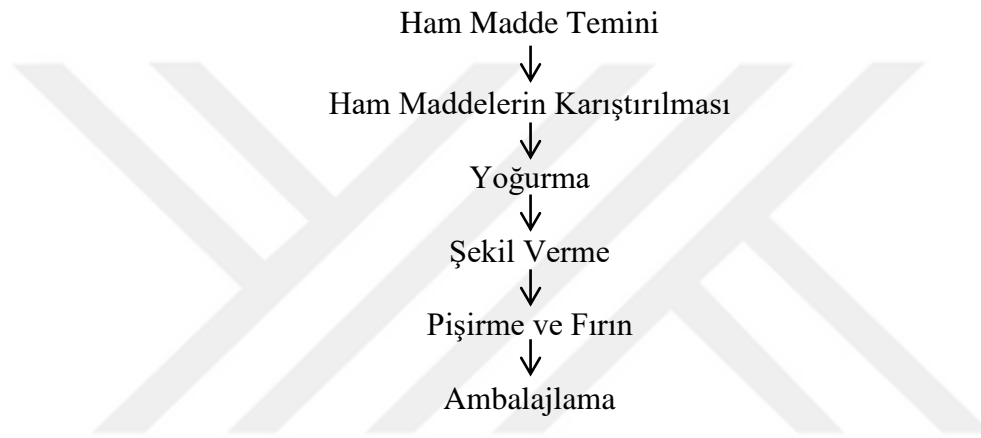 Ham Madde Temini
Ham Maddelerin Karıştırılması
Yoğurma
Şekil Verme
Pişirme ve Fırın
Ambalajlama